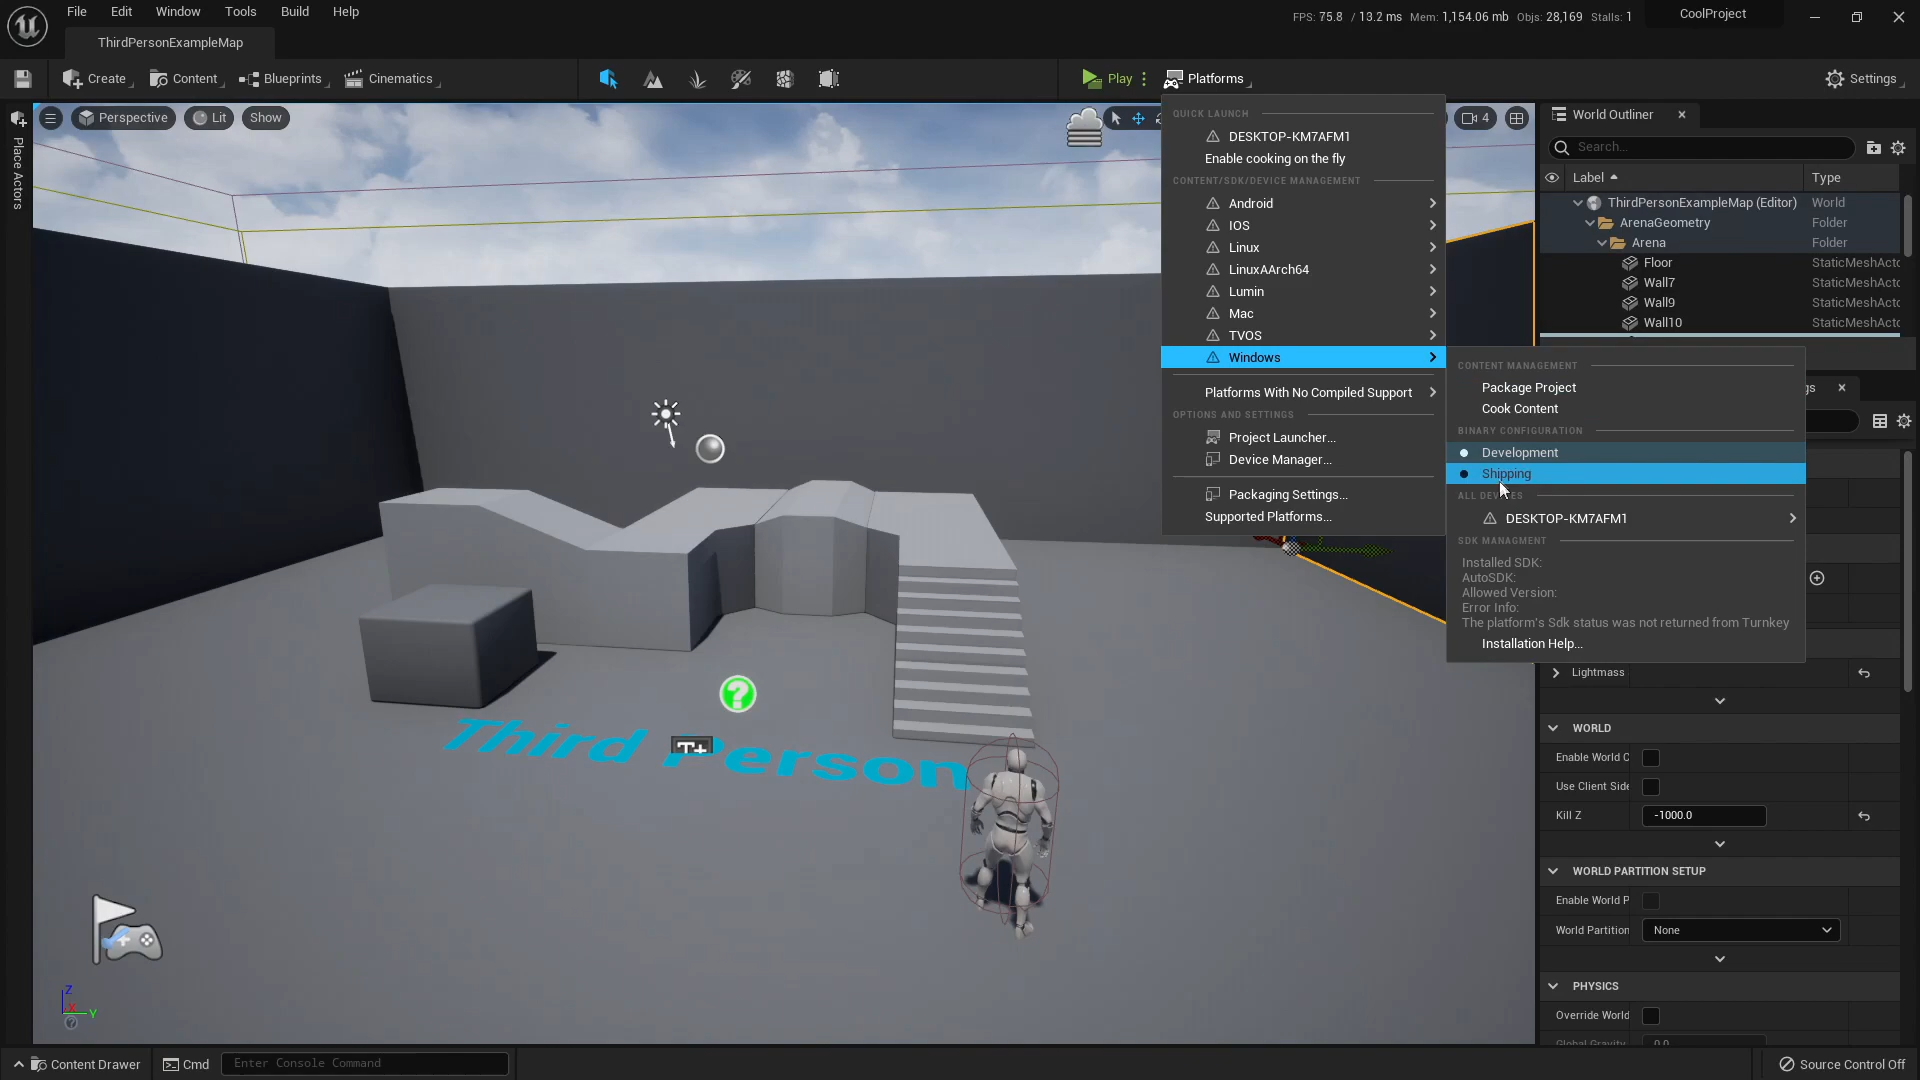 File Edit Window Tools Build Help
FPS: 75.8 / 13.2 ms Mem: 1,154.06 mb Objs: 28,169 Stalls: 1
CoolProject
ThirdPersonExampleMap
Create Content Blueprints Cinematics
Play Platforms
Settings
Place Actors
Perspective Lit Show
4
Third Person
T+
?
Z
X
Y
QUICK LAUNCH
DESKTOP-KM7AFM1
Enable cooking on the fly
CONTENT/SDK/DEVICE MANAGEMENT
Android
IOS
Linux
LinuxAArch64
Lumin
Mac
TVOS
Windows
Platforms With No Compiled Support
OPTIONS AND SETTINGS
Project Launcher...
Device Manager...
Packaging Settings...
Supported Platforms...
CONTENT MANAGEMENT
Package Project
Cook Content
BINARY CONFIGURATION
Development
Shipping
ALL DEVICES
DESKTOP-KM7AFM1
SDK MANAGMENT
Installed SDK:
AutoSDK:
Allowed Version:
Error Info:
The platform's Sdk status was not returned from Turnkey
Installation Help...
World Outliner
Search...
Label Type
ThirdPersonExampleMap (Editor) World
ArenaGeometry Folder
Arena Folder
Floor StaticMeshActo
Wall7 StaticMeshActo
Wall9 StaticMeshActo
Wall10 StaticMeshActo
gs
Lightmass
WORLD
Enable World C
Use Client Side
Kill Z -1000.0
WORLD PARTITION SETUP
Enable World P
World Partition None
PHYSICS
Override World
Global Gravity 0.0
Content Drawer Cmd Enter Console Command
Source Control Off